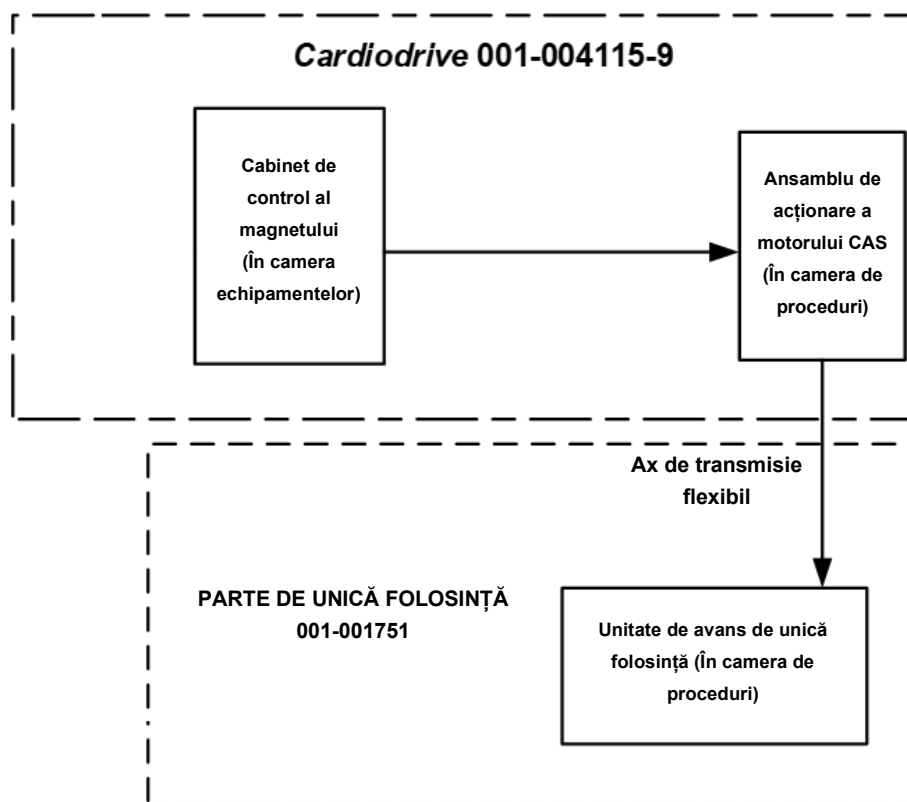 Cardiodrive 001-004115-9
Cabinet de
control al
magnetului
(În camera
echipamentelor)
Ansamblu de
acționare a
motorului CAS
(În camera de
proceduri)
Ax de transmisie
flexibil
PARTE DE UNICĂ FOLOSINȚĂ
001-001751
Unitate de avans de unică
folosință (În camera de
proceduri)